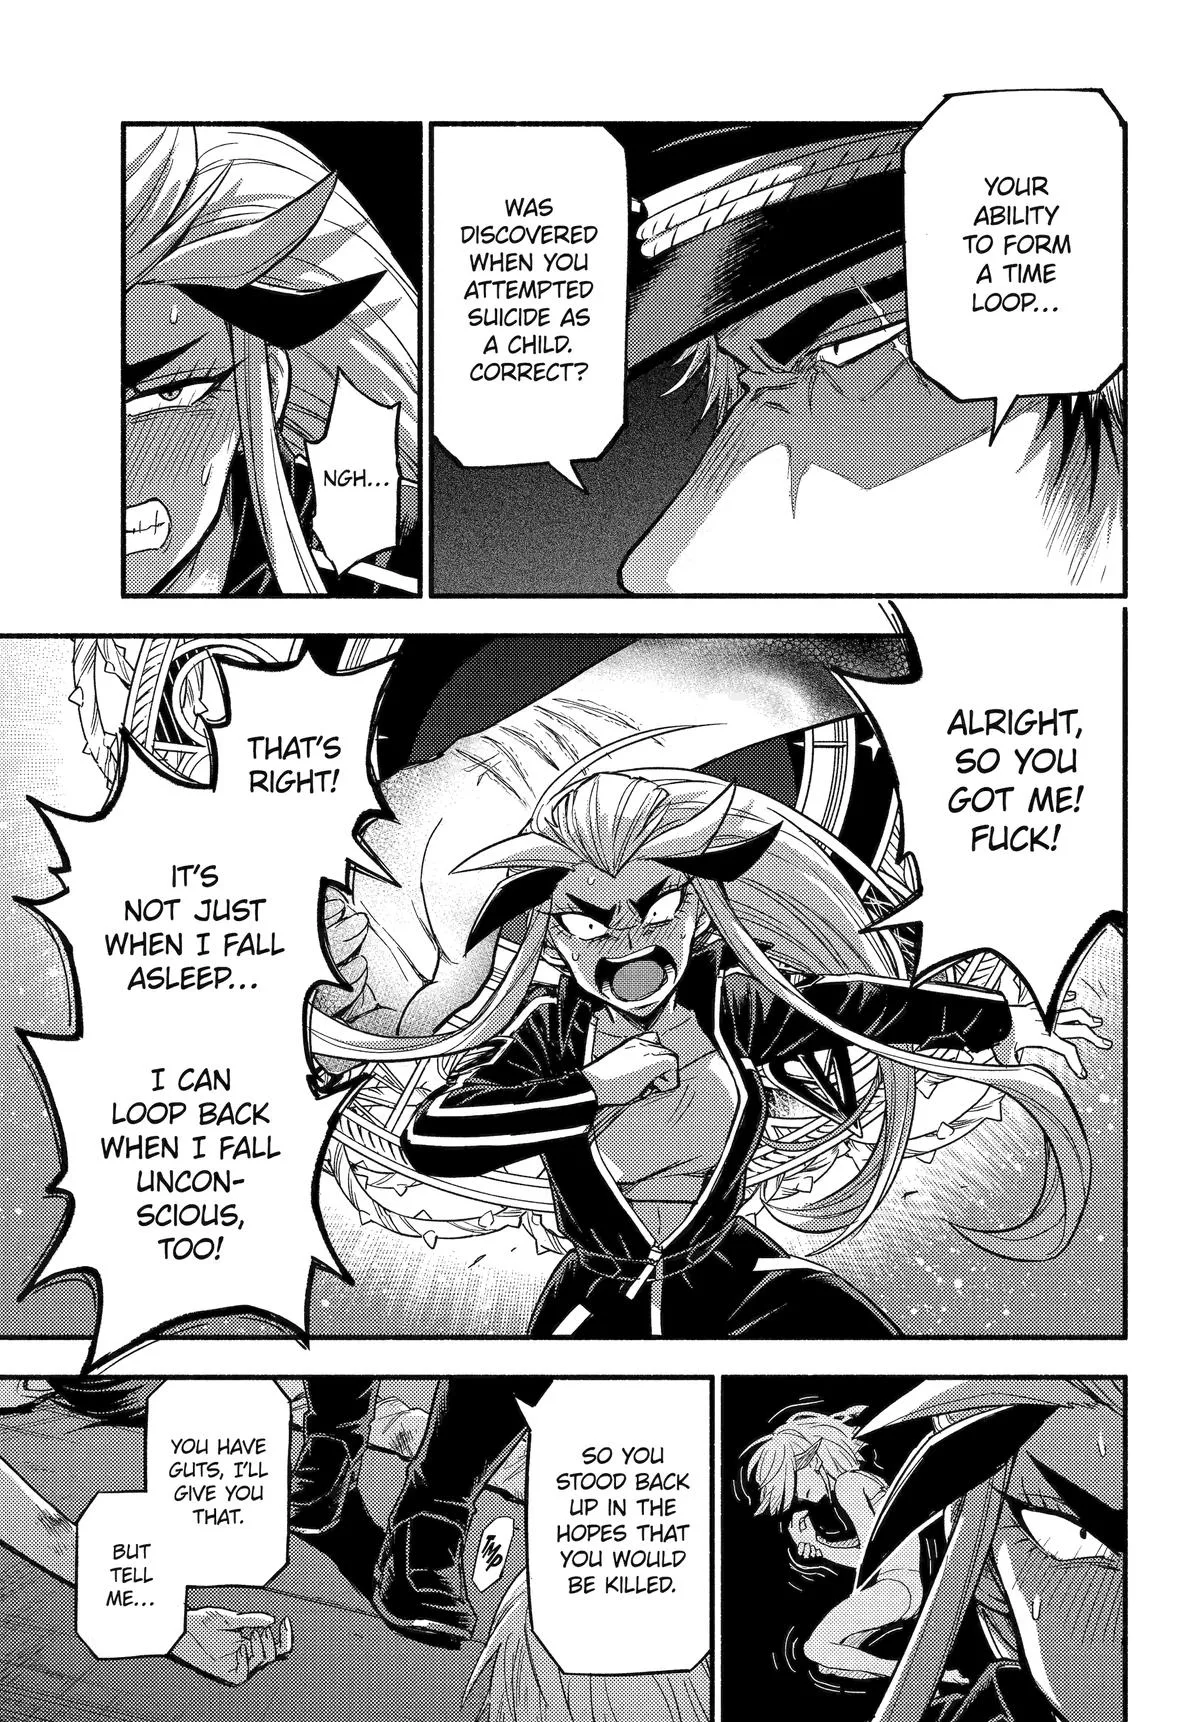 YOUR
ABILITY
TO FORM
A TIME
LOOP...
WAS
DISCOVERED
WHEN YOU
ATTEMPTED
SUICIDE AS
A CHILD.
CORRECT?
NGH...
ALRIGHT,
SO YOU
GOT ME!
FUCK!
THAT'S
RIGHT!
IT'S
NOT JUST
WHEN I FALL
ASLEEP...
I CAN
LOOP BACK
WHEN I FALL
UNCON-
SCIOUS,
TOO!
SO YOU
STOOD BACK
UP IN THE
HOPES THAT
YOU WOULD
BE KILLED.
TMP
YOU HAVE
GUTS, I'LL
GIVE YOU
THAT.
BUT
TELL
ME...